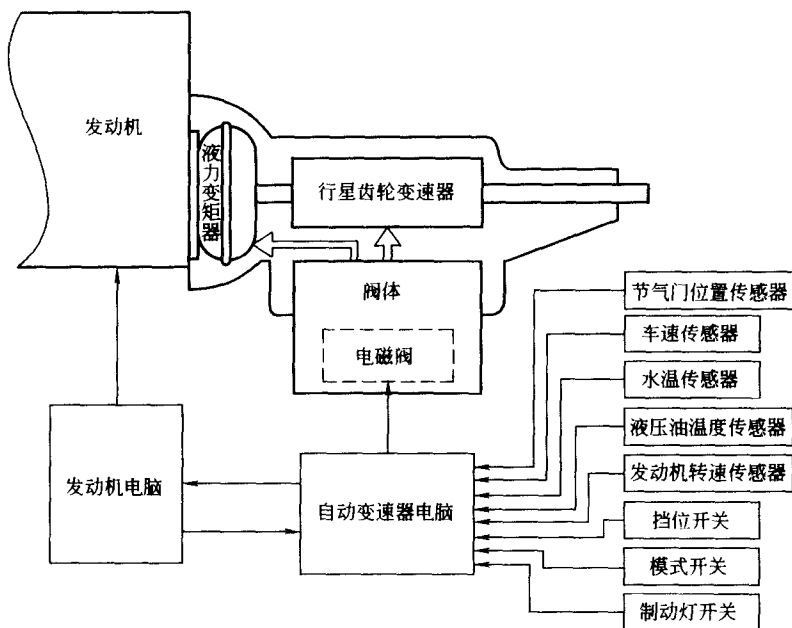 发动机
液力变矩器
行星齿轮变速器
阀体
电磁阀
节气门位置传感器
车速传感器
水温传感器
液压油温度传感器
发动机转速传感器
挡位开关
模式开关
制动灯开关
发动机电脑
自动变速器电脑